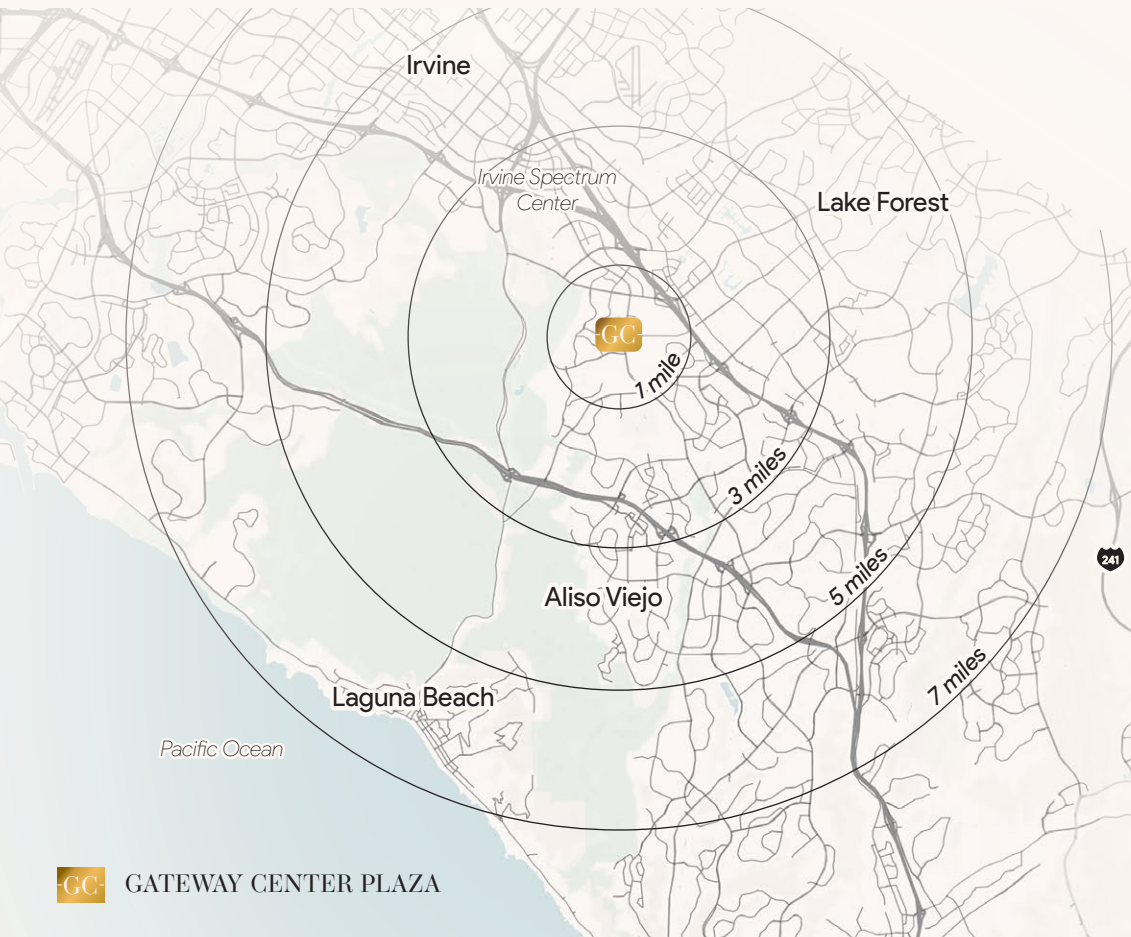 Irvine
Irvine Spectrum
Center
Lake Forest
GC
1 mile
3 miles
5 miles
241
Aliso Viejo
7 miles
Laguna Beach
Pacific Ocean
GC
GATEWAY CENTER PLAZA